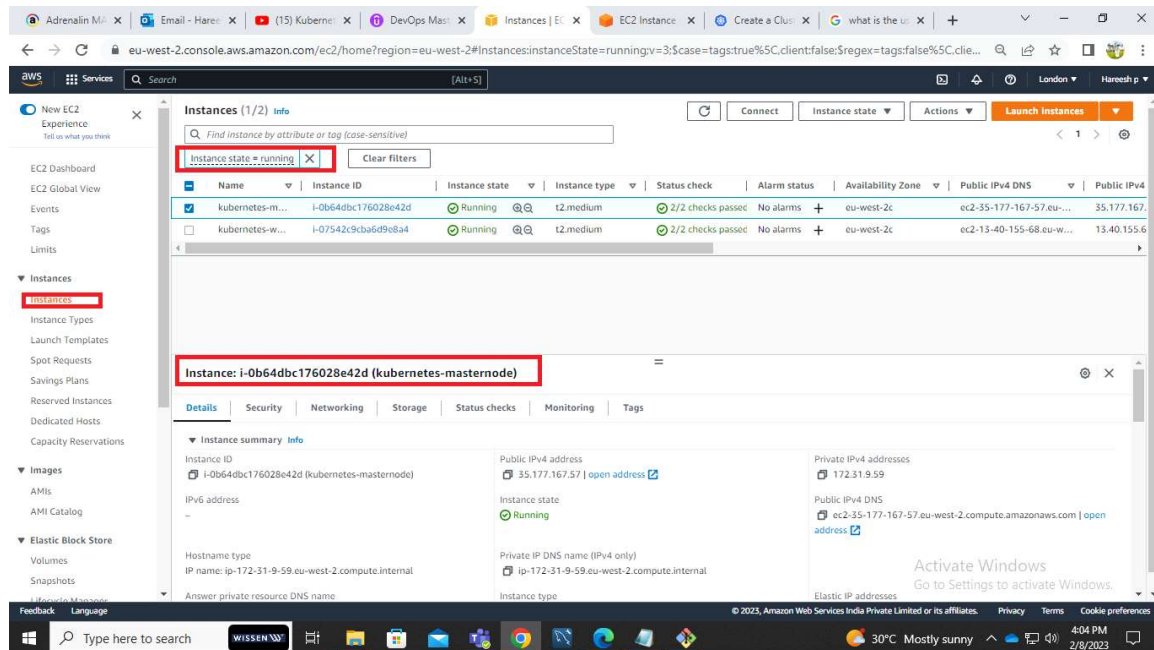 Adrenalin MA
Email - Haree
(15) Kubernet
DevOps Mast
Instances | EC
EC2 Instance
Create a Clus
what is the us
eu-west-2.console.aws.amazon.com/ec2/home?region=eu-west-2#Instances:instanceState=running;v=3;$case=tags:true%5C,client:false;$regex=tags:false%5C,clie...
aws
Services
Search
[Alt+S]
London
Hareesh p
New EC2
Experience
Tell us what you think
EC2 Dashboard
EC2 Global View
Events
Tags
Limits
Instances
Instances
Instance Types
Launch Templates
Spot Requests
Savings Plans
Reserved Instances
Dedicated Hosts
Capacity Reservations
Images
AMIs
AMI Catalog
Elastic Block Store
Volumes
Snapshots
Lifecycle Manager
Instances (1/2) Info
Connect
Instance state
Actions
Launch instances
Find instance by attribute or tag (case-sensitive)
1
Instance state = running
Clear filters
Name Instance ID Instance state Instance type Status check Alarm status Availability Zone Public IPv4 DNS Public IPv4
kubernetes-m... i-0b64dbc176028e42d Running t2.medium 2/2 checks passed No alarms + eu-west-2c ec2-35-177-167-57.eu-... 35.177.167.
kubernetes-w... i-07542c9cba6d9e8a4 Running t2.medium 2/2 checks passed No alarms + eu-west-2c ec2-13-40-155-68.eu-w... 13.40.155.6
Instance: i-0b64dbc176028e42d (kubernetes-masternode)
Details Security Networking Storage Status checks Monitoring Tags
Instance summary Info
Instance ID
i-0b64dbc176028e42d (kubernetes-masternode)
Public IPv4 address
35.177.167.57 | open address
Private IPv4 addresses
172.31.9.59
IPv6 address
–
Instance state
Running
Public IPv4 DNS
ec2-35-177-167-57.eu-west-2.compute.amazonaws.com | open
address
Hostname type
IP name: ip-172-31-9-59.eu-west-2.compute.internal
Private IP DNS name (IPv4 only)
ip-172-31-9-59.eu-west-2.compute.internal
Answer private resource DNS name
Instance type
Elastic IP addresses
Activate Windows
Go to Settings to activate Windows.
Feedback Language
© 2023, Amazon Web Services India Private Limited or its affiliates. Privacy Terms Cookie preferences
Type here to search
WISSEN
30°C Mostly sunny
4:04 PM
2/8/2023